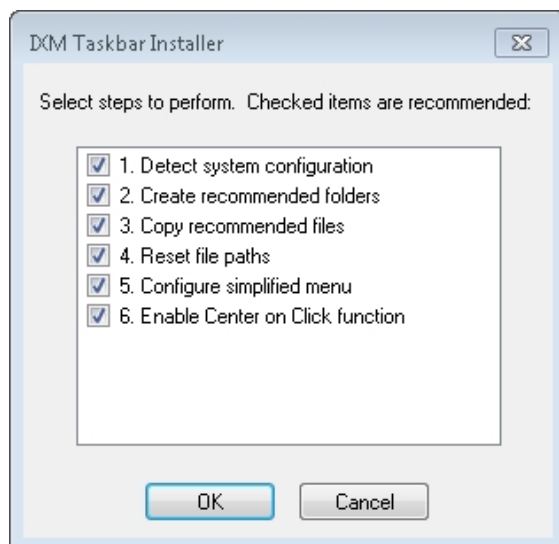 IXM Taskbar Installer
Select steps to perform.  Checked items are recommended:
1. Detect system configuration
2. Create recommended folders
3. Copy recommended files
4. Reset file paths
5. Configure simplified menu
6. Enable Center on Click function
OK
Cancel